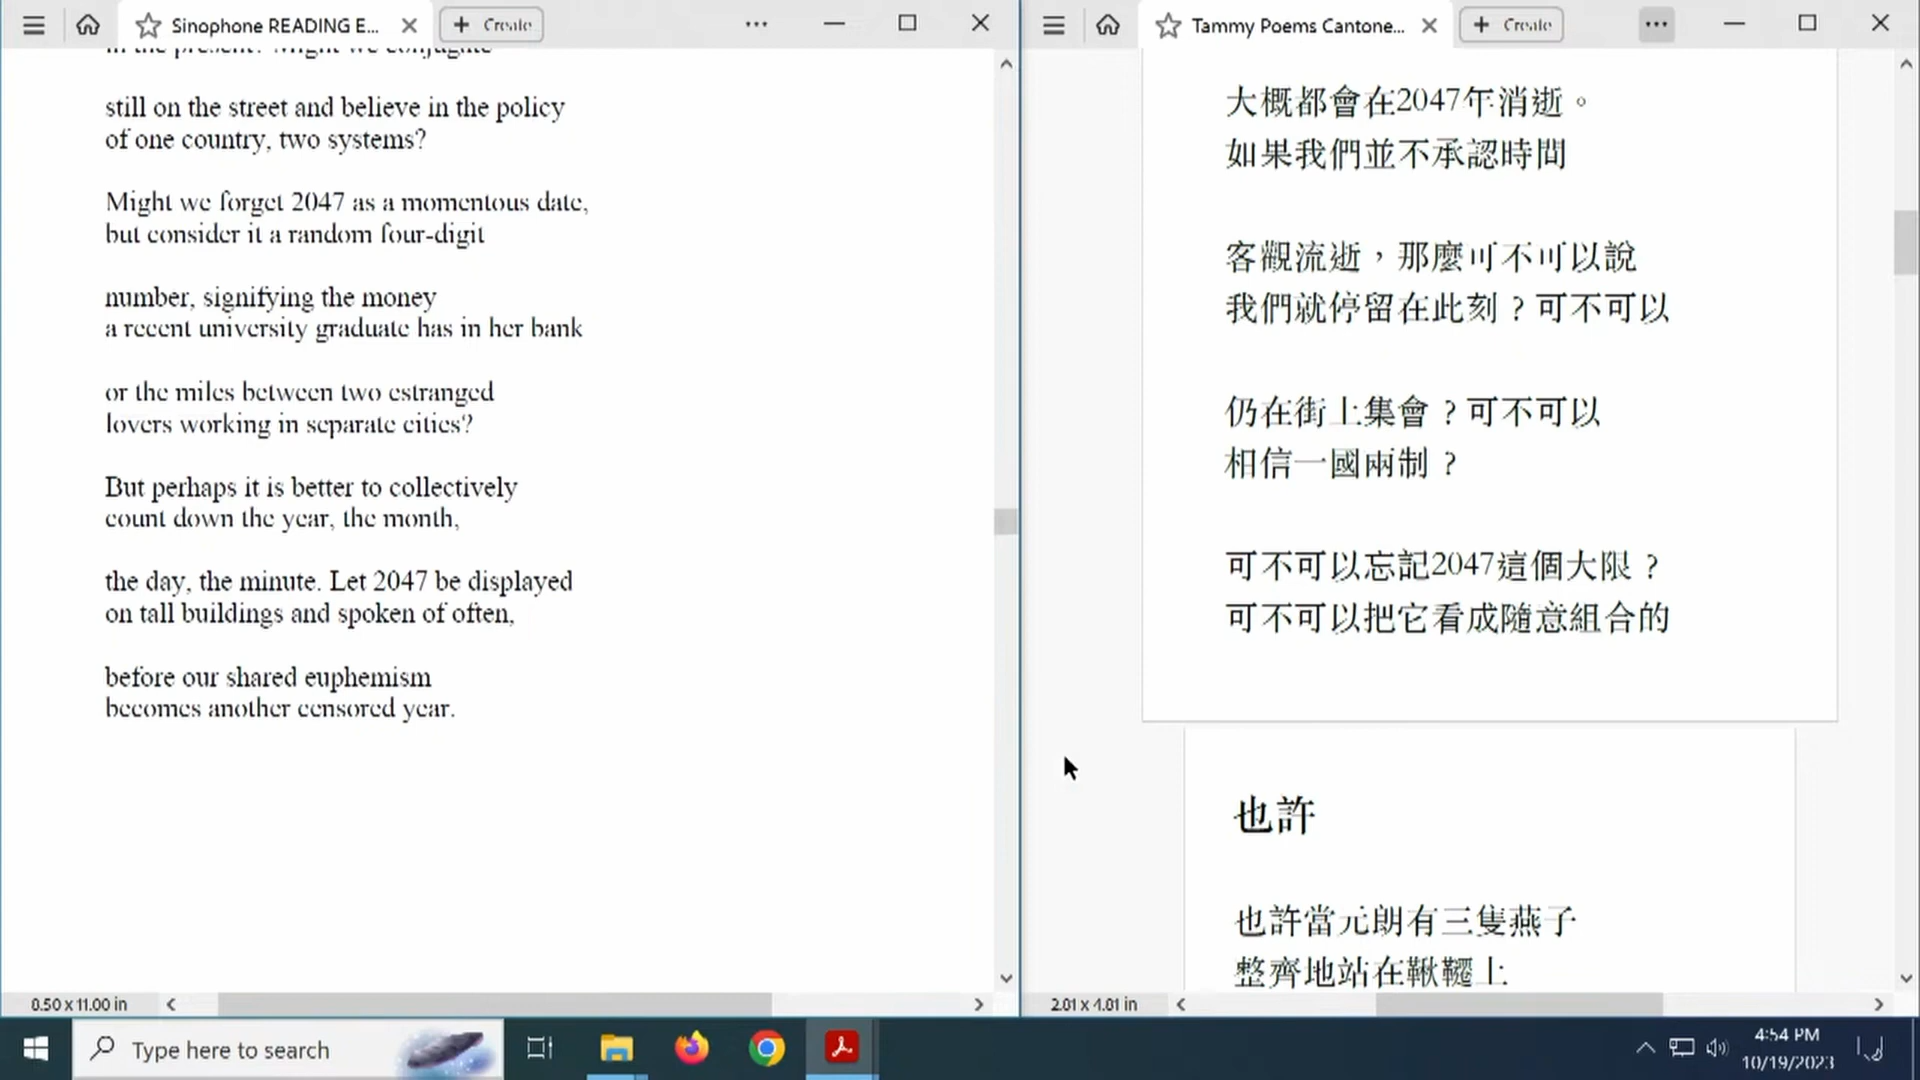 Sinophone READING E...
Create
in the present? Might we conjugate
still on the street and believe in the policy
of one country, two systems?
Might we forget 2047 as a momentous date,
but consider it a random four-digit
number, signifying the money
a recent university graduate has in her bank
or the miles between two estranged
lovers working in separate cities?
But perhaps it is better to collectively
count down the year, the month,
the day, the minute. Let 2047 be displayed
on tall buildings and spoken of often,
before our shared euphemism
becomes another censored year.
8.50 x 11.00 in
Tammy Poems Cantone...
Create
大概都會在2047年消逝。
如果我們並不承認時間
客觀流逝，那麼可不可以說
我們就停留在此刻？可不可以
仍在街上集會？可不可以
相信一國兩制？
可不可以忘記2047這個大限？
可不可以把它看成隨意組合的
也許
也許當元朗有三隻燕子
整齊地站在鞦韆上
2.01 x 4.01 in
Type here to search
4:54 PM
10/19/2023